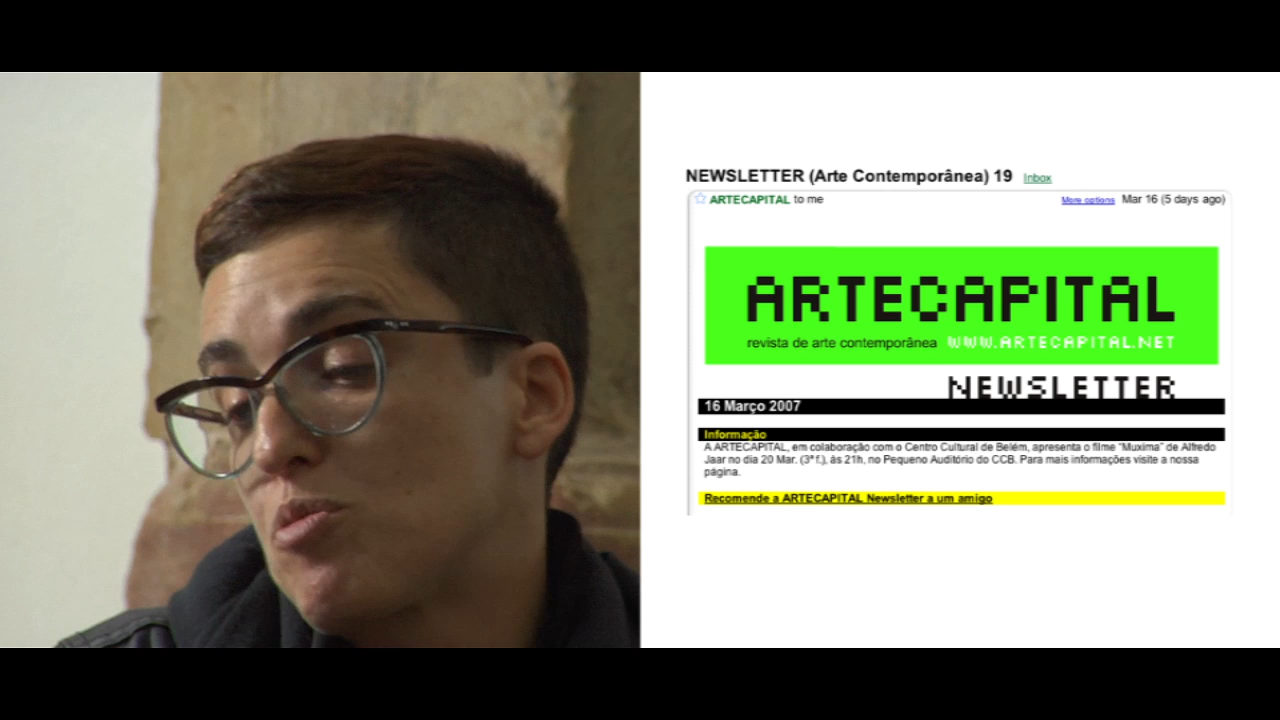 NEWSLETTER (Arte Contemporânea) 19 Inbox
ARTECAPITAL to me More options Mar 16 (5 days ago)
ARTECAPITAL
revista de arte contemporânea WWW.ARTECAPITAL.NET
NEWSLETTER
16 Março 2007
Informação
A ARTECAPITAL, em colaboração com o Centro Cultural de Belém, apresenta o filme "Muxima" de Alfredo
Jaar no dia 20 Mar. (3ª f.), às 21h, no Pequeno Auditório do CCB. Para mais informações visite a nossa
página.
Recomende a ARTECAPITAL Newsletter a um amigo